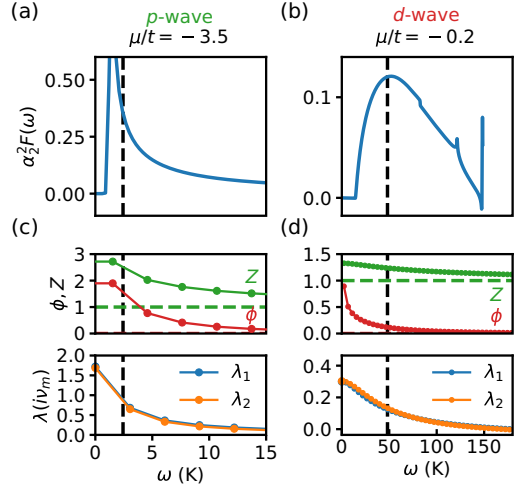 (a)
p-wave
μ/t = −3.5
(b)
d-wave
μ/t = −0.2
α₂²F(ω)
0.50
0.25
0.00
0.1
0.0
(c)
(d)
ϕ, Z
3
2
1
0
Z
ϕ
1.5
1.0
0.5
0.0
Z
ϕ
λ(iνₘ)
2.0
1.5
1.0
0.5
0.0
λ₁
λ₂
0.4
0.2
0.0
λ₁
λ₂
0 5 10 15
ω (K)
0 50 100 150
ω (K)